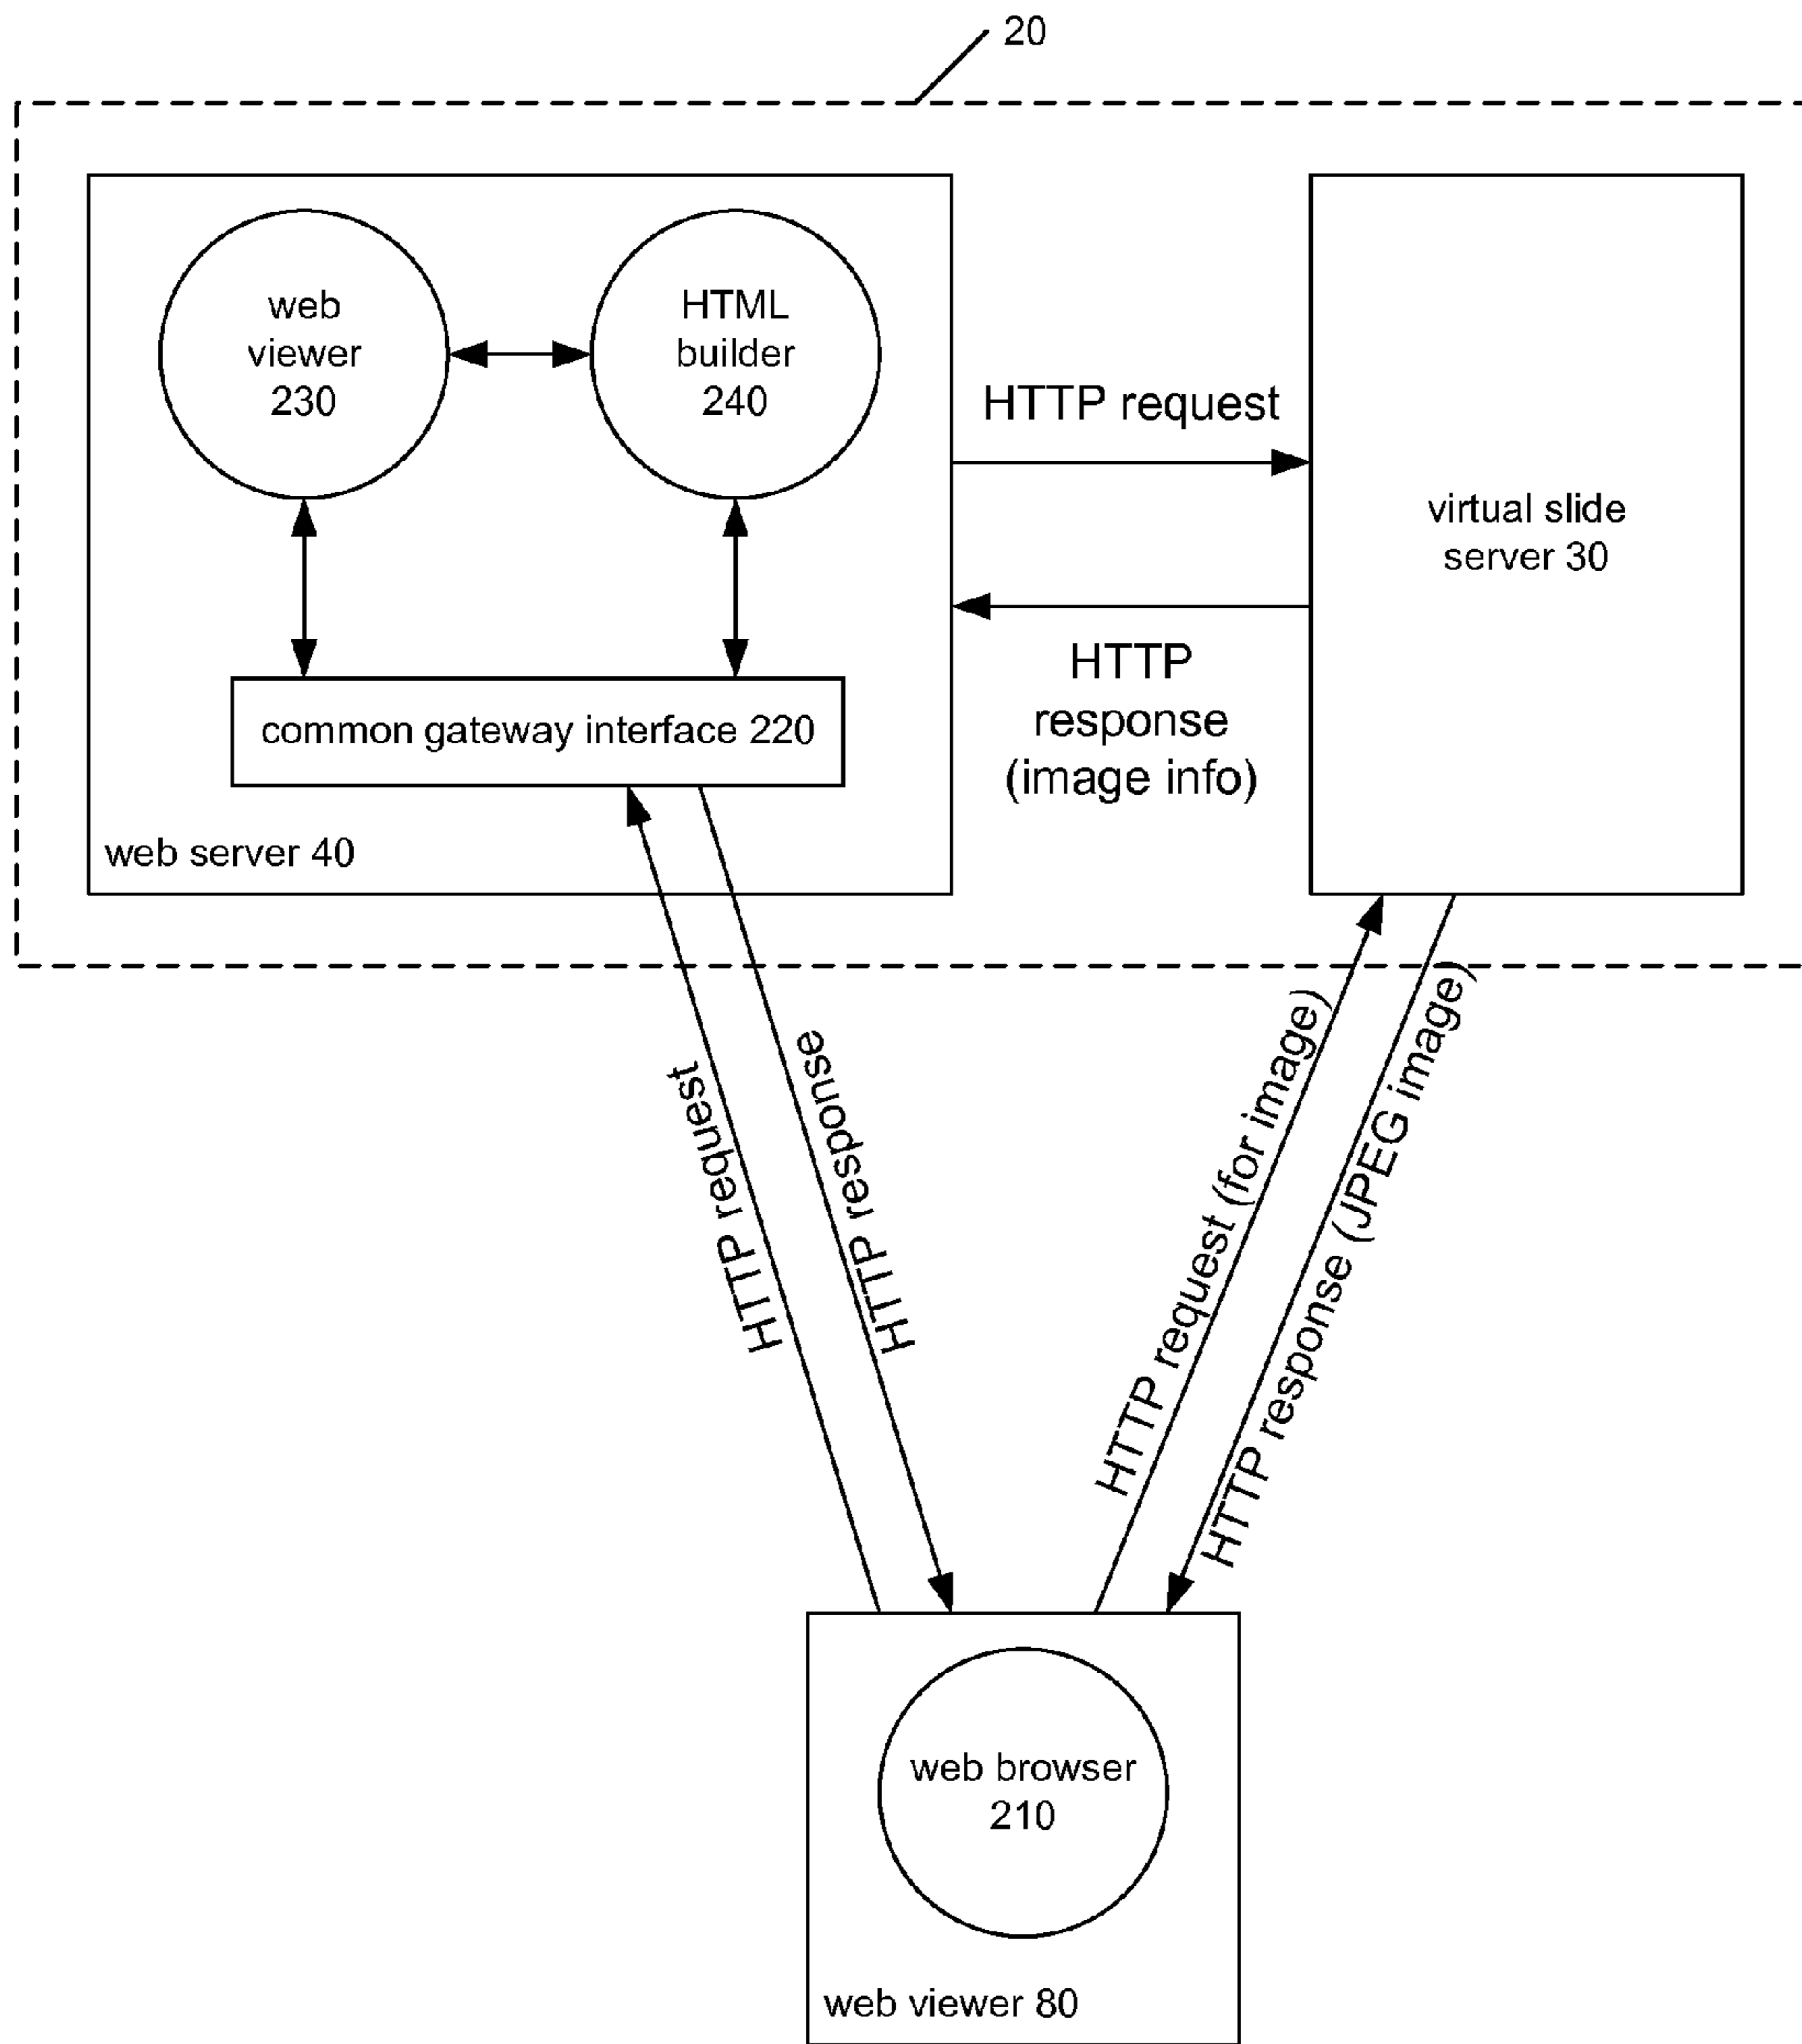 20
web
viewer
230
HTML
builder
240
HTTP request
virtual slide
server 30
HTTP
response
(image info)
common gateway interface 220
web server 40
HTTP request
HTTP response
HTTP request (for image)
HTTP response (JPEG image)
web browser
210
web viewer 80